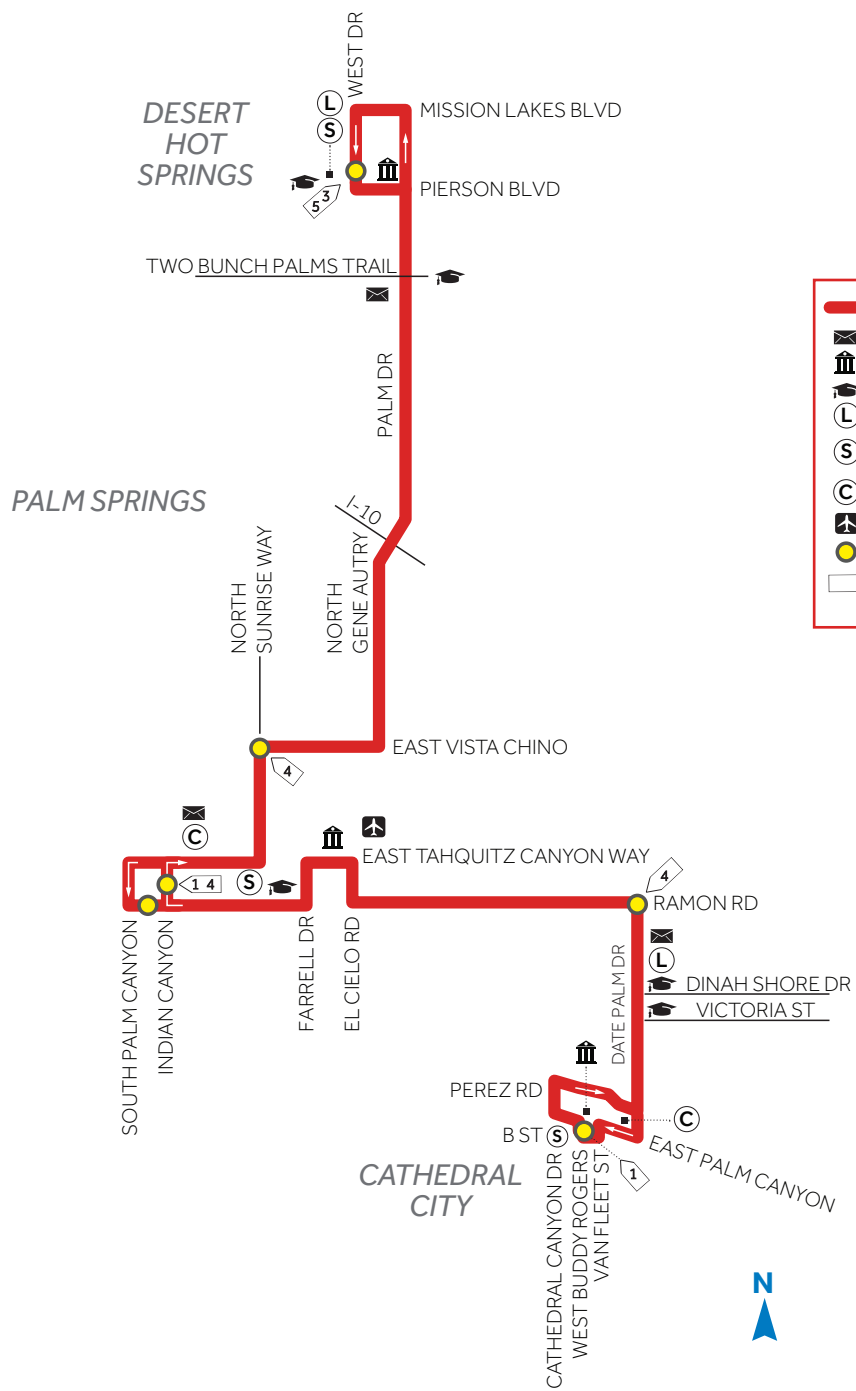 WEST DR
DESERT
HOT
SPRINGS
L
S
MISSION LAKES BLVD
5 3
PIERSON BLVD
TWO BUNCH PALMS TRAIL
PALM DR
L
S
C
PALM SPRINGS
I-10
NORTH
SUNRISE WAY
NORTH
GENE AUTRY
EAST VISTA CHINO
4
C
EAST TAHQUITZ CANYON WAY
1 4
S
4
RAMON RD
SOUTH PALM CANYON
INDIAN CANYON
FARRELL DR
EL CIELO RD
DATE PALM DR
L
DINAH SHORE DR
VICTORIA ST
PEREZ RD
C
B ST
S
EAST PALM CANYON
1
CATHEDRAL
CITY
CATHEDRAL CANYON DR
WEST BUDDY ROGERS
VAN FLEET ST
N